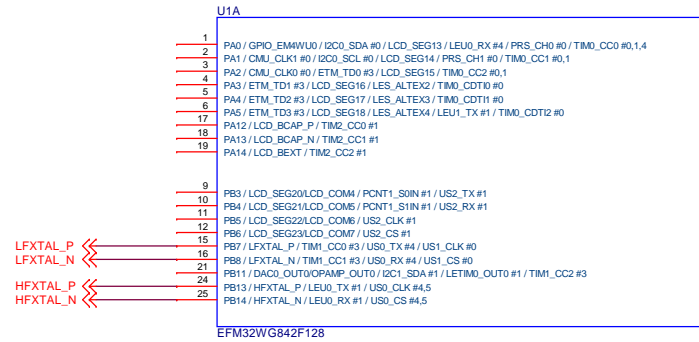 U1A
1 PA0 / GPIO_EM4WU0 / I2C0_SDA #0 / LCD_SEG13 / LEU0_RX #4 / PRS_CH0 #0 / TIM0_CC0 #0,1,4
2 PA1 / CMU_CLK1 #0 / I2C0_SCL #0 / LCD_SEG14 / PRS_CH1 #0 / TIM0_CC1 #0,1
3 PA2 / CMU_CLK0 #0 / ETM_TD0 #3 / LCD_SEG15 / TIM0_CC2 #0,1
4 PA3 / ETM_TD1 #3 / LCD_SEG16 / LES_ALTEX2 / TIM0_CDTI0 #0
5 PA4 / ETM_TD2 #3 / LCD_SEG17 / LES_ALTEX3 / TIM0_CDTI1 #0
6 PA5 / ETM_TD3 #3 / LCD_SEG18 / LES_ALTEX4 / LEU1_TX #1 / TIM0_CDTI2 #0
17 PA12 / LCD_BCAP_P / TIM2_CC0 #1
18 PA13 / LCD_BCAP_N / TIM2_CC1 #1
19 PA14 / LCD_BEXT / TIM2_CC2 #1
9 PB3 / LCD_SEG20/LCD_COM4 / PCNT1_S0IN #1 / US2_TX #1
10 PB4 / LCD_SEG21/LCD_COM5 / PCNT1_S1IN #1 / US2_RX #1
11 PB5 / LCD_SEG22/LCD_COM6 / US2_CLK #1
12 PB6 / LCD_SEG23/LCD_COM7 / US2_CS #1
LFXTAL_P 15 PB7 / LFXTAL_P / TIM1_CC0 #3 / US0_TX #4 / US1_CLK #0
LFXTAL_N 16 PB8 / LFXTAL_N / TIM1_CC1 #3 / US0_RX #4 / US1_CS #0
21 PB11 / DAC0_OUT0/OPAMP_OUT0 / I2C1_SDA #1 / LETIM0_OUT0 #1 / TIM1_CC2 #3
HFXTAL_P 24 PB13 / HFXTAL_P / LEU0_TX #1 / US0_CLK #4,5
HFXTAL_N 25 PB14 / HFXTAL_N / LEU0_RX #1 / US0_CS #4,5
EFM32WG842F128